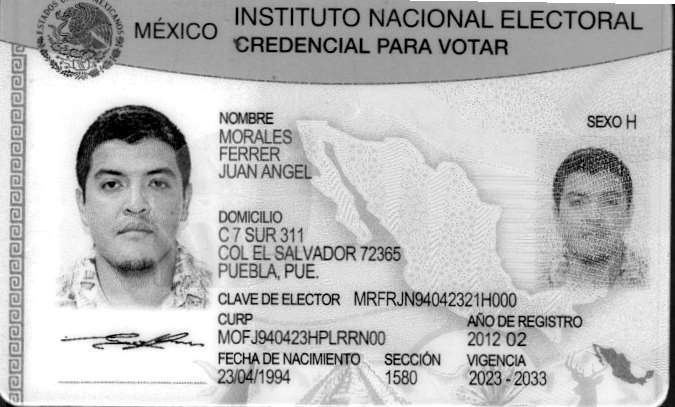 ESTADOS UNIDOS MEXICANOS
MÉXICO
INSTITUTO NACIONAL ELECTORAL
CREDENCIAL PARA VOTAR
NOMBRE
MORALES
FERRER
JUAN ANGEL
SEXO H
DOMICILIO
C 7 SUR 311
COL EL SALVADOR 72365
PUEBLA, PUE.
CLAVE DE ELECTOR MRFRJN94042321H000
CURP
MOFJ940423HPLRRN00
AÑO DE REGISTRO
2012 02
FECHA DE NACIMIENTO
23/04/1994
SECCIÓN
1580
VIGENCIA
2023 - 2033